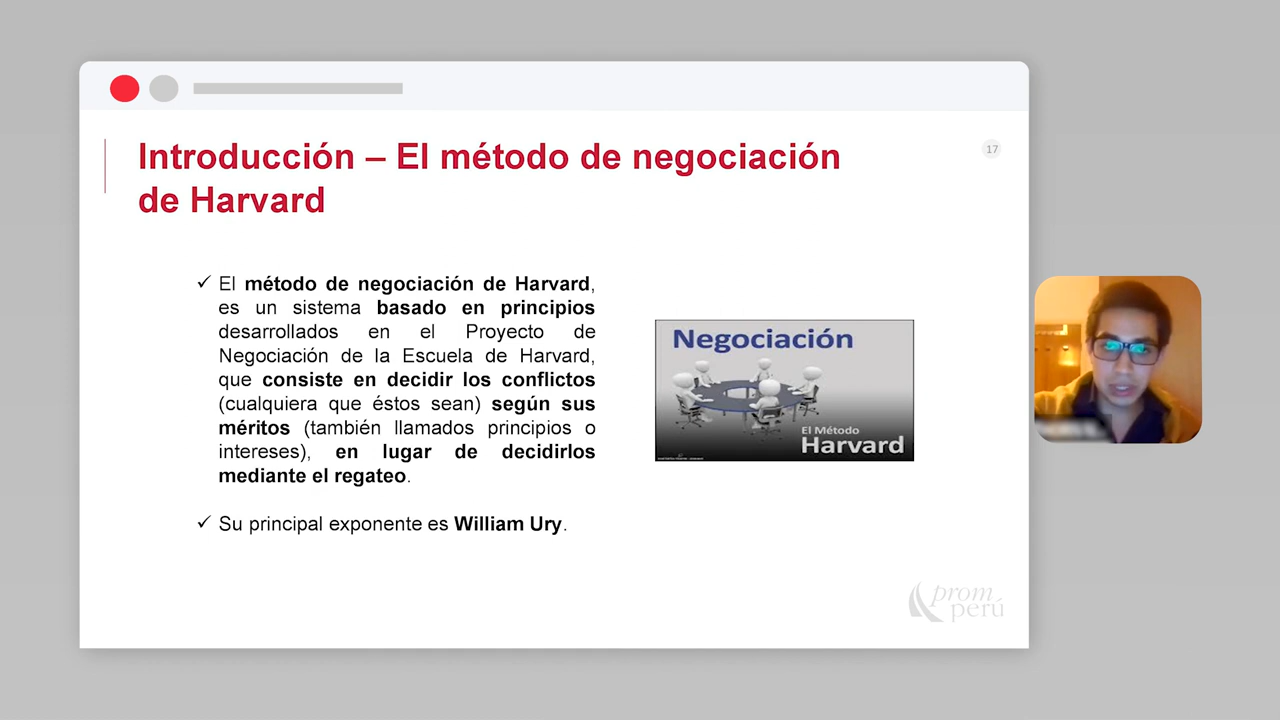 Introducción – El método de negociación
de Harvard
17
✓ El método de negociación de Harvard,
es un sistema basado en principios
desarrollados en el Proyecto de
Negociación de la Escuela de Harvard,
que consiste en decidir los conflictos
(cualquiera que éstos sean) según sus
méritos (también llamados principios o
intereses), en lugar de decidirlos
mediante el regateo.
✓ Su principal exponente es William Ury.
Negociación
El Método
Harvard
prom
perú